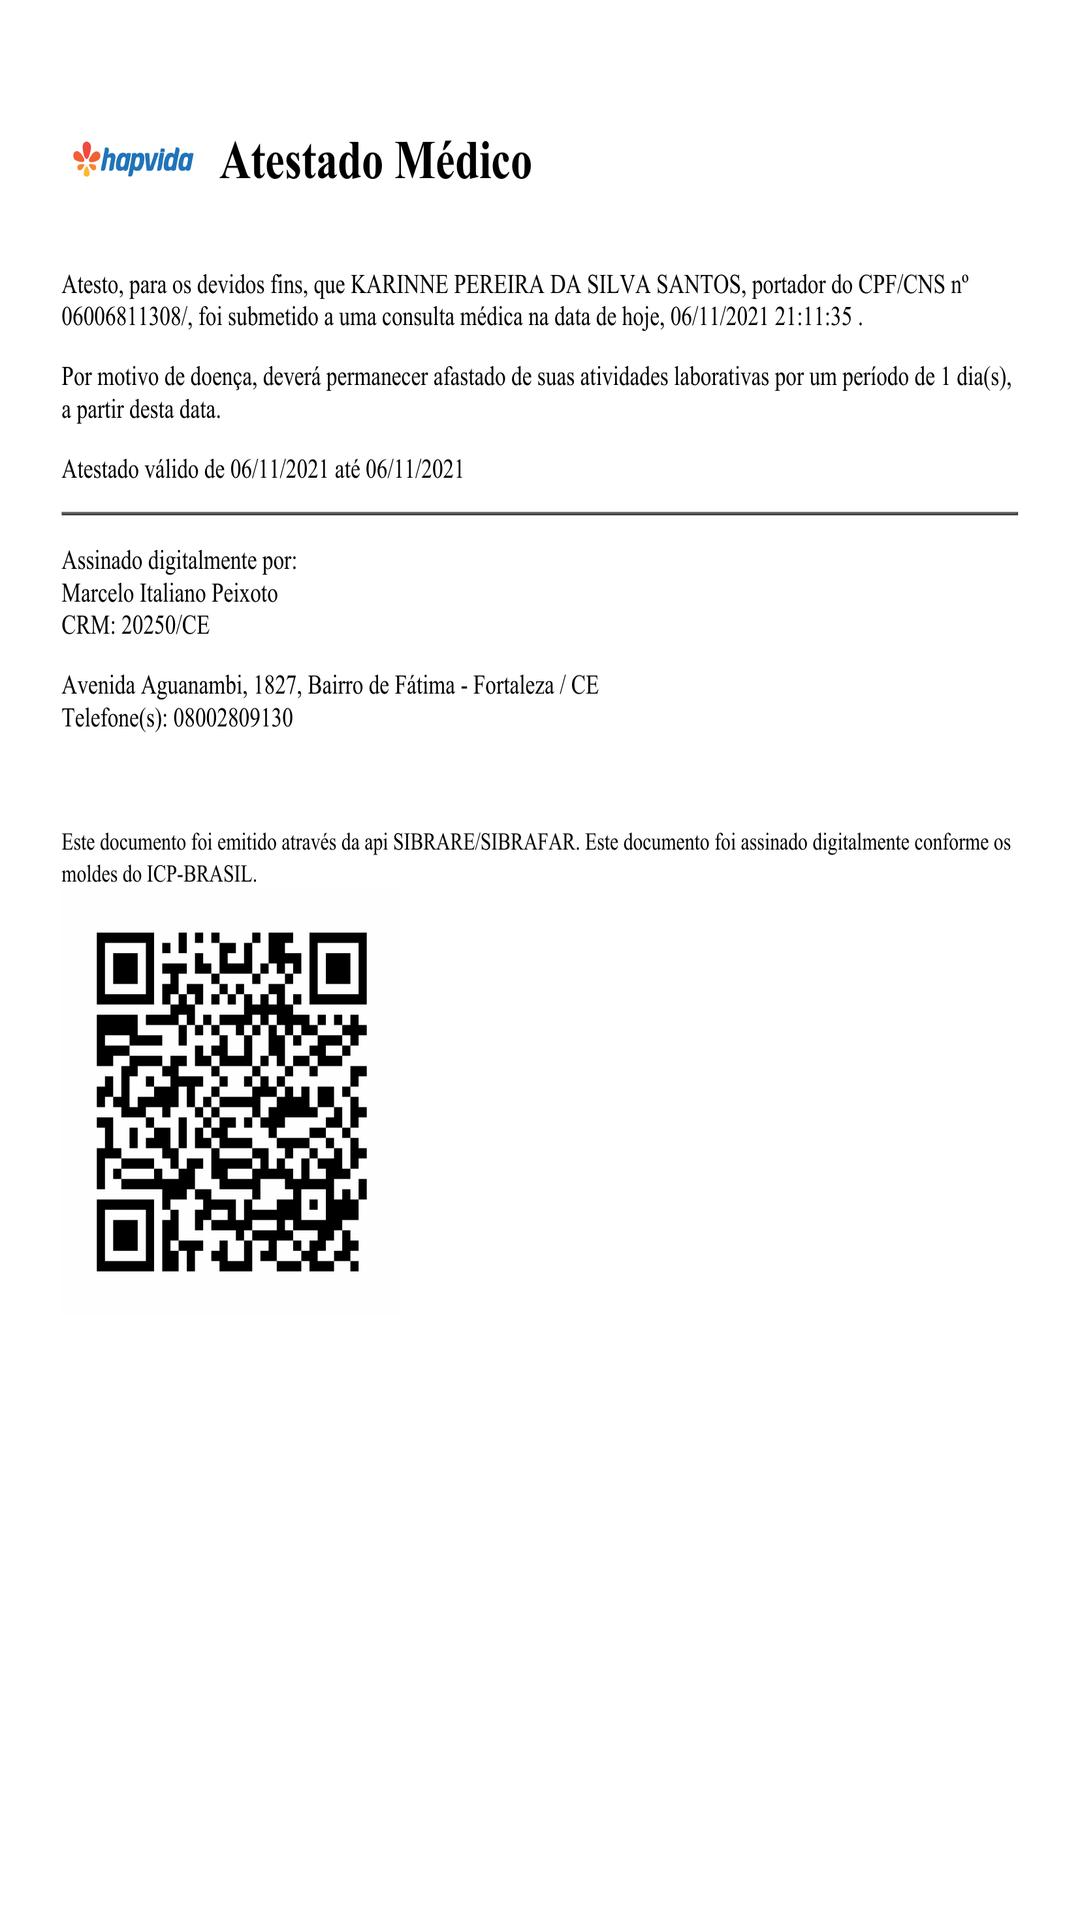 hapvida Atestado Médico
Atesto, para os devidos fins, que KARINNE PEREIRA DA SILVA SANTOS, portador do CPF/CNS nº
06006811308/, foi submetido a uma consulta médica na data de hoje, 06/11/2021 21:11:35 .
Por motivo de doença, deverá permanecer afastado de suas atividades laborativas por um período de 1 dia(s),
a partir desta data.
Atestado válido de 06/11/2021 até 06/11/2021
Assinado digitalmente por:
Marcelo Italiano Peixoto
CRM: 20250/CE
Avenida Aguanambi, 1827, Bairro de Fátima - Fortaleza / CE
Telefone(s): 08002809130
Este documento foi emitido através da api SIBRARE/SIBRAFAR. Este documento foi assinado digitalmente conforme os
moldes do ICP-BRASIL.